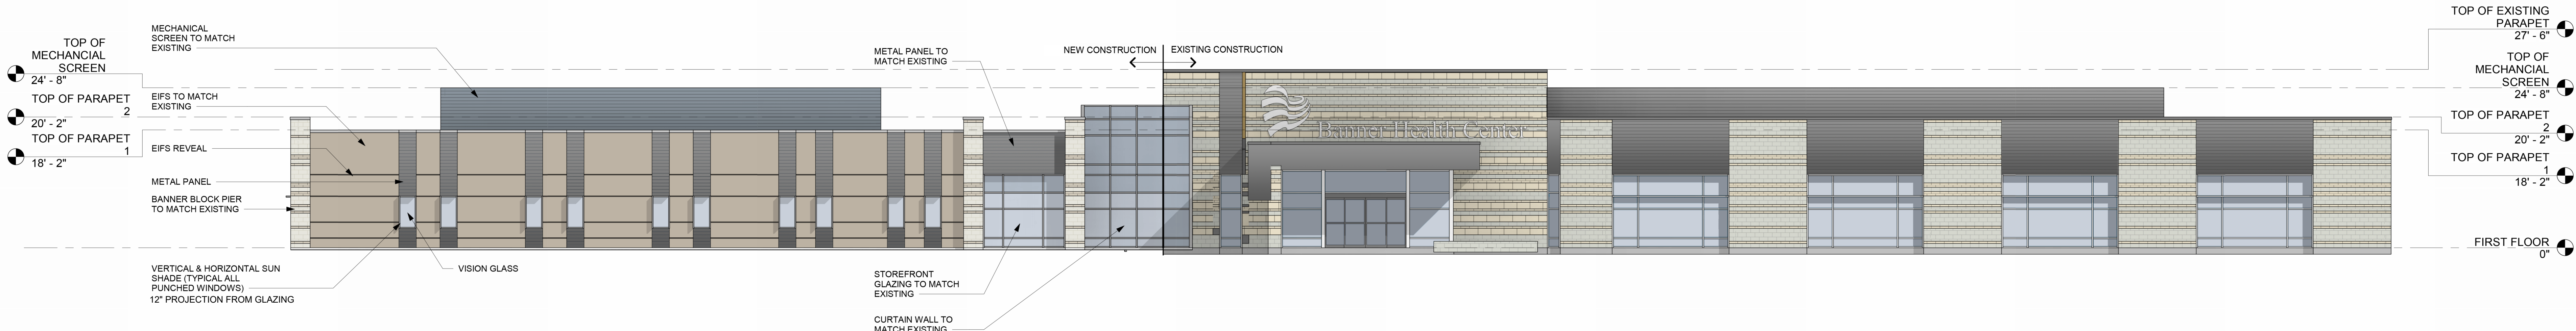 TOP OF
MECHANCIAL
SCREEN
24' - 8"
TOP OF PARAPET
2
20' - 2"
TOP OF PARAPET
1
18' - 2"
MECHANICAL
SCREEN TO MATCH
EXISTING
EIFS TO MATCH
EXISTING
EIFS REVEAL
METAL PANEL
BANNER BLOCK PIER
TO MATCH EXISTING
VERTICAL & HORIZONTAL SUN
SHADE (TYPICAL ALL
PUNCHED WINDOWS)
12" PROJECTION FROM GLAZING
VISION GLASS
METAL PANEL TO
MATCH EXISTING
STOREFRONT
GLAZING TO MATCH
EXISTING
CURTAIN WALL TO
MATCH EXISTING
NEW CONSTRUCTION
EXISTING CONSTRUCTION
Banner Health Center
TOP OF EXISTING
PARAPET
27' - 6"
TOP OF
MECHANCIAL
SCREEN
24' - 8"
TOP OF PARAPET
2
20' - 2"
TOP OF PARAPET
1
18' - 2"
FIRST FLOOR
0"